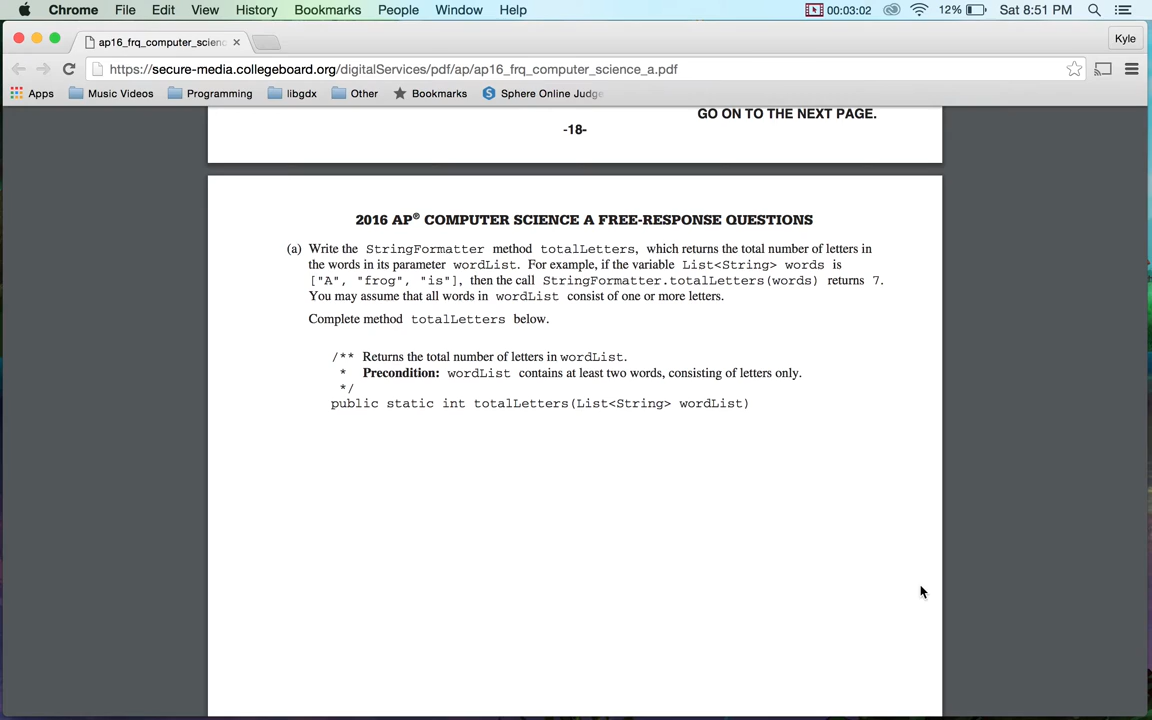 Chrome File Edit View History Bookmarks People Window Help 00:03:02 12% Sat 8:51 PM
ap16_frq_computer_scienc Kyle
https://secure-media.collegeboard.org/digitalServices/pdf/ap/ap16_frq_computer_science_a.pdf
Apps Music Videos Programming libgdx Other Bookmarks Sphere Online Judge
GO ON TO THE NEXT PAGE.
-18-
2016 AP® COMPUTER SCIENCE A FREE-RESPONSE QUESTIONS
(a) Write the StringFormatter method totalLetters, which returns the total number of letters in
the words in its parameter wordList. For example, if the variable List<String> words is
["A", "frog", "is"], then the call StringFormatter.totalLetters(words) returns 7.
You may assume that all words in wordList consist of one or more letters.
Complete method totalLetters below.
/** Returns the total number of letters in wordList.
* Precondition: wordList contains at least two words, consisting of letters only.
*/
public static int totalLetters(List<String> wordList)